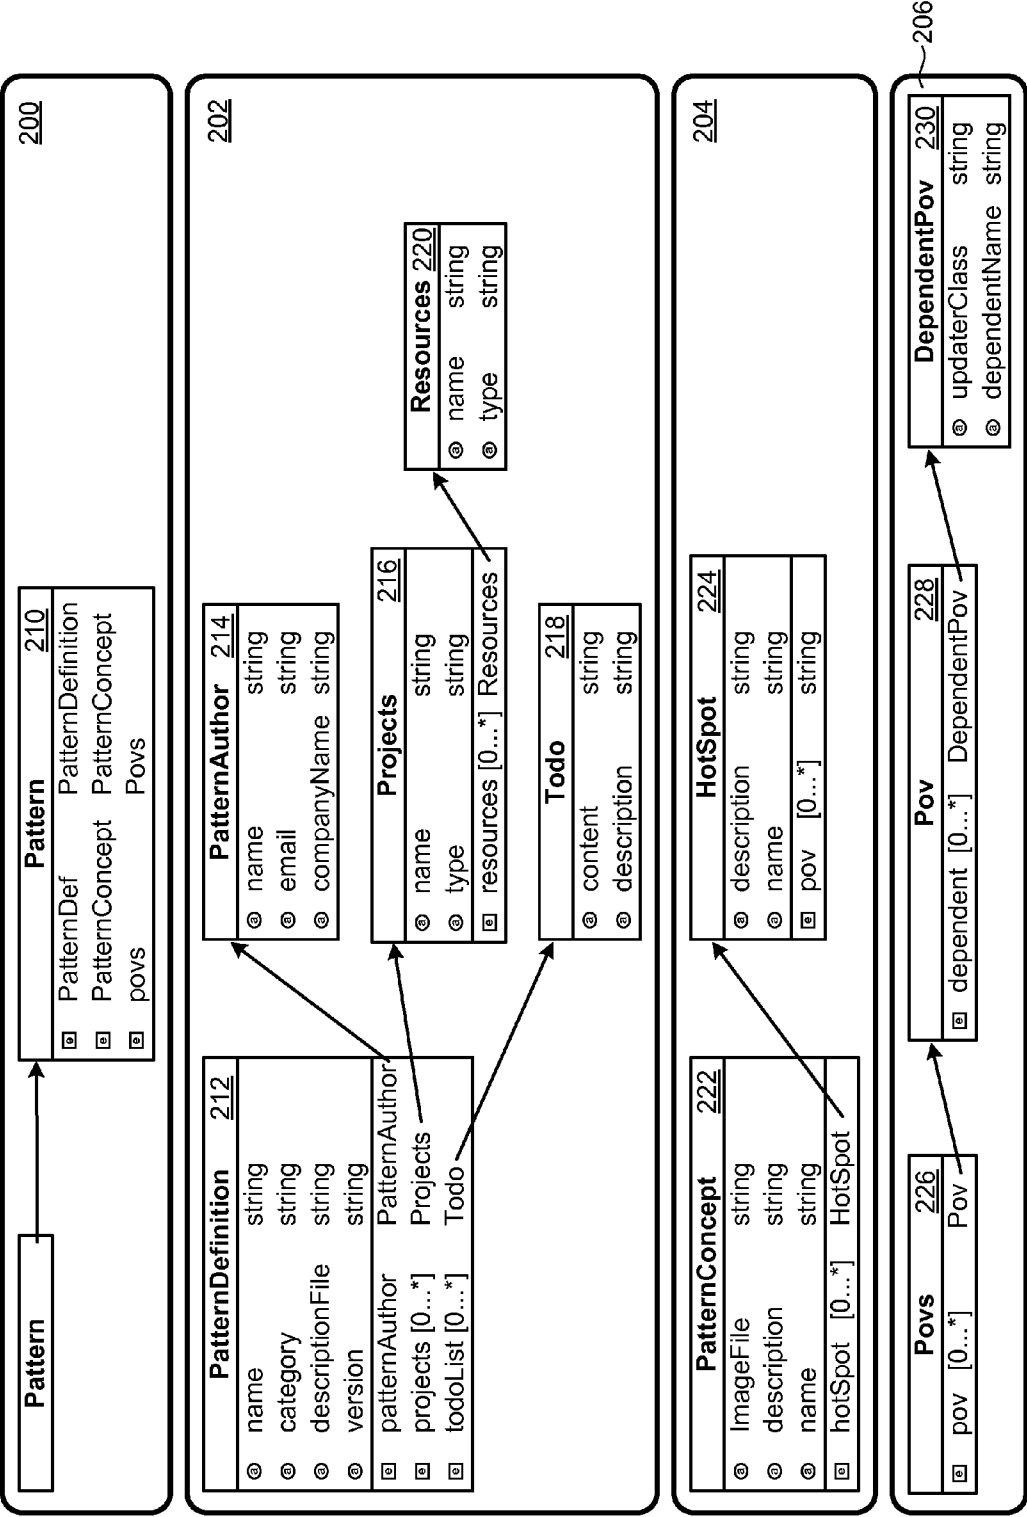 200
Pattern
Pattern 210
e PatternDef PatternDefinition
e PatternConcept PatternConcept
e povs Povs
202
PatternDefinition 212
a name string
a category string
a descriptionFile string
a version string
e patternAuthor PatternAuthor
e projects [0...*] Projects
e todoList [0...*] Todo
PatternAuthor 214
a name string
a email string
a companyName string
Projects 216
a name string
a type string
e resources [0...*] Resources
Todo 218
a content string
a description string
Resources 220
a name string
a type string
204
PatternConcept 222
a ImageFile string
a description string
a name string
e hotSpot [0...*] HotSpot
HotSpot 224
a description string
a name string
e pov [0...*] string
206
Povs 226
e pov [0...*] Pov
Pov 228
e dependent [0...*] DependentPov
DependentPov 230
a updaterClass string
a dependentName string